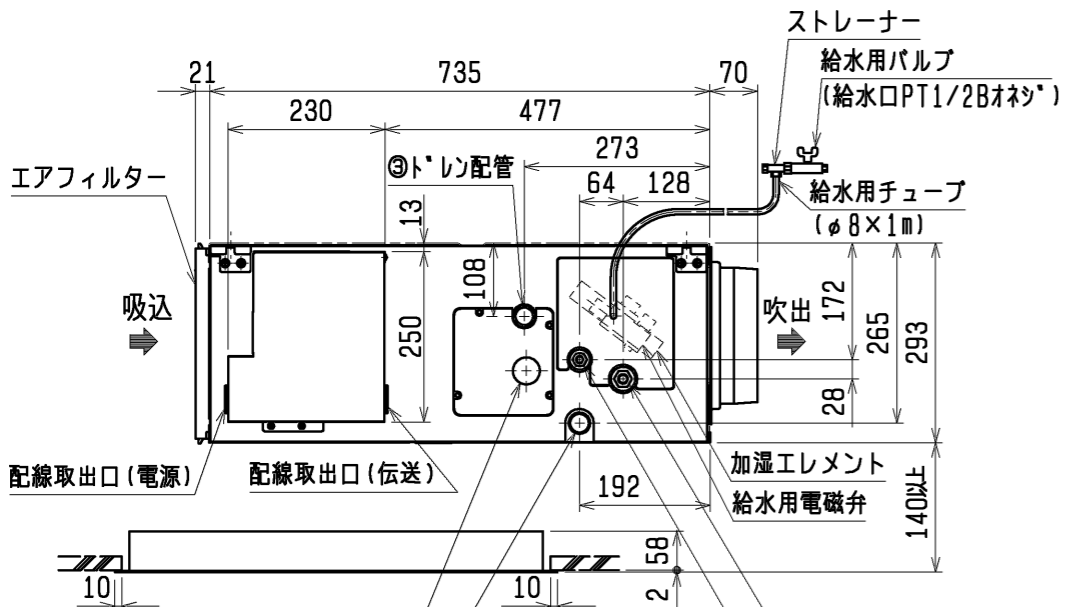 ストレーナー
給水用バルブ
(給水口PT1/2Bオネジ)
21
735
70
230
477
273
エアフィルター
③ドレン配管
64
128
給水用チューブ
(φ8×1m)
13
108
吸込
250
吹出
172
265
293
28
配線取出口(電源)
配線取出口(伝送)
加湿エレメント
給水用電磁弁
192
140以上
58
10
10
2